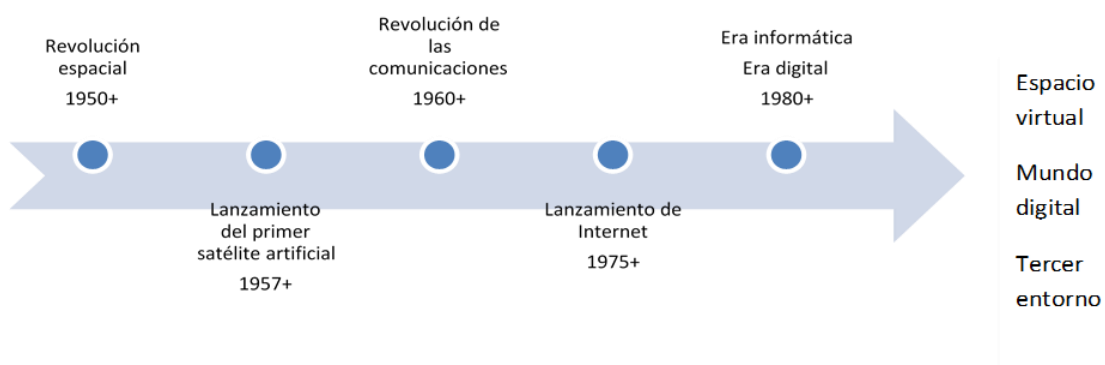 Revolución
espacial
1950+
Lanzamiento
del primer
satélite artificial
1957+
Revolución de
las
comunicaciones
1960+
Lanzamiento de
Internet
1975+
Era informática
Era digital
1980+
Espacio
virtual
Mundo
digital
Tercer
entorno